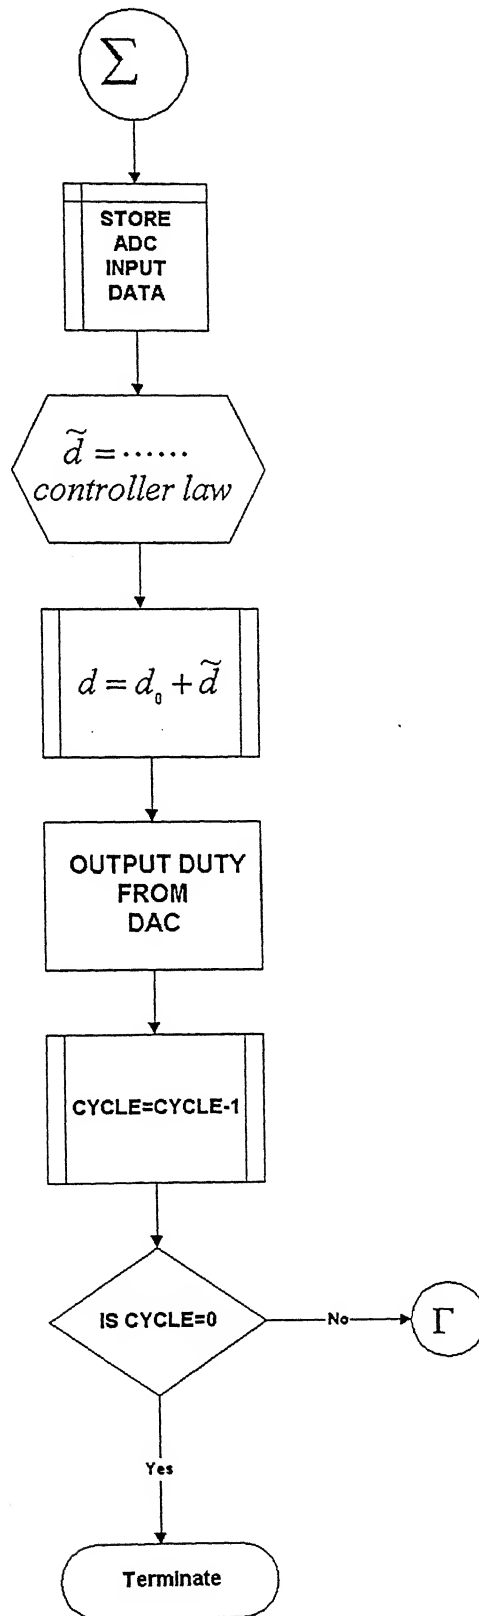 Σ
STORE
ADC
INPUT
DATA
d̃ = ······
controller law
d = d₀ + d̃
OUTPUT DUTY
FROM
DAC
CYCLE=CYCLE-1
IS CYCLE=0
No
Γ
Yes
Terminate